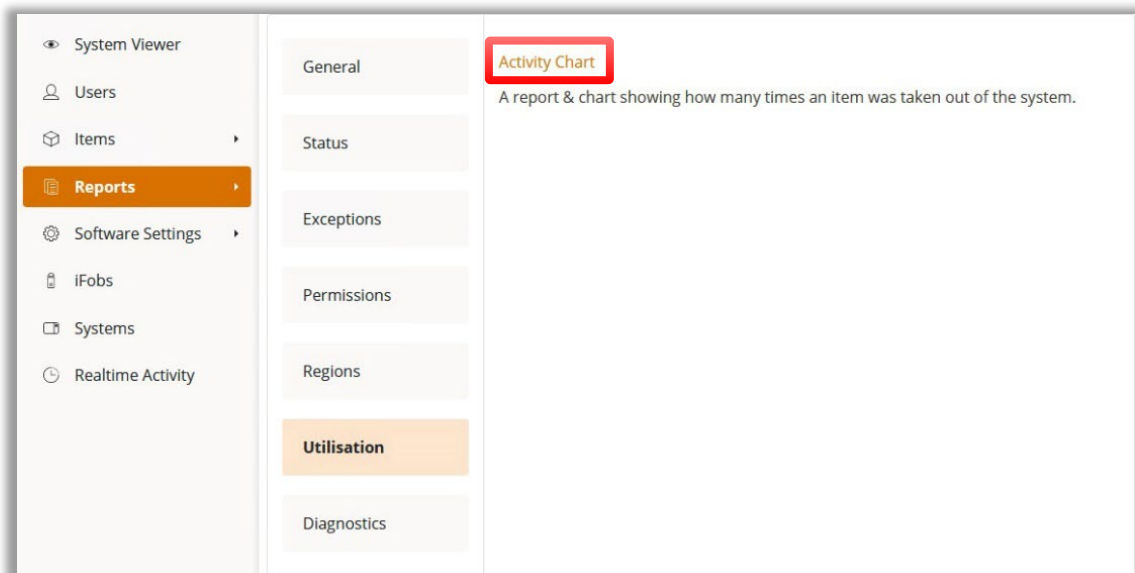 System Viewer
Users
Items
Reports
Software Settings
iFobs
Systems
Realtime Activity
General
Status
Exceptions
Permissions
Regions
Utilisation
Diagnostics
Activity Chart
A report & chart showing how many times an item was taken out of the system.